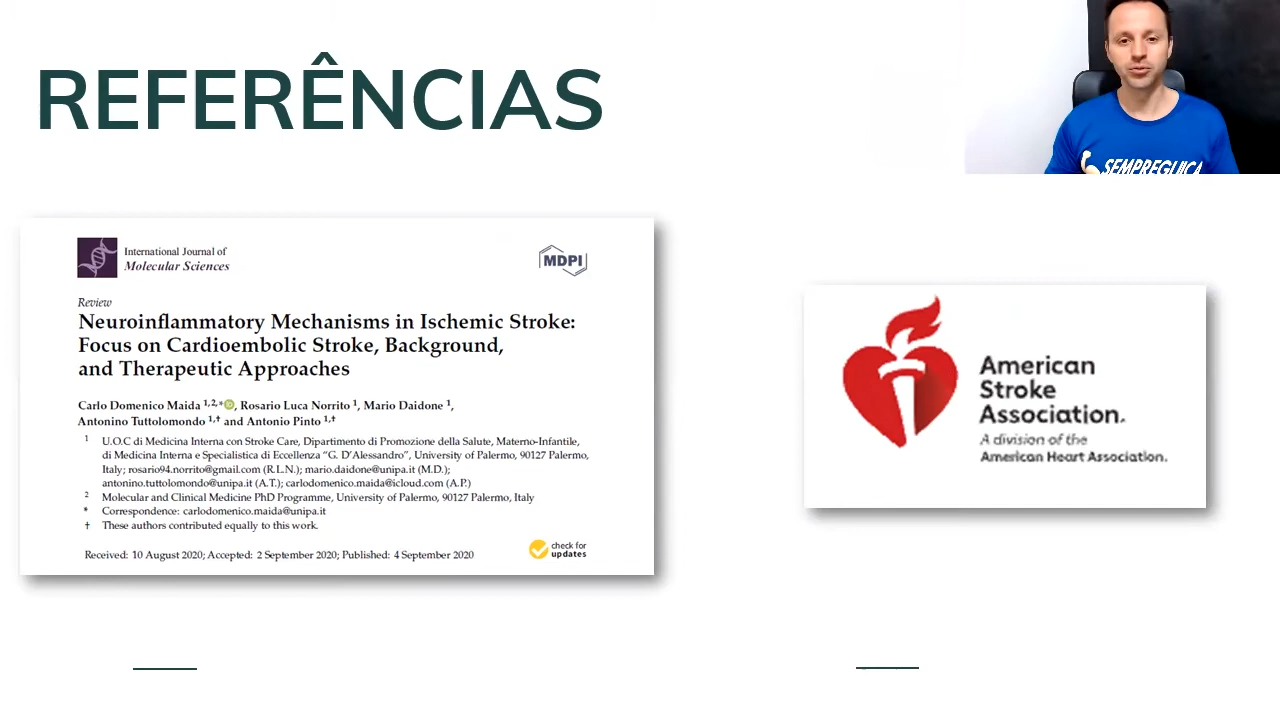 REFERÊNCIAS
SEMPREGUICA
International Journal of
Molecular Sciences
MDPI
Review
Neuroinflammatory Mechanisms in Ischemic Stroke:
Focus on Cardioembolic Stroke, Background,
and Therapeutic Approaches
Carlo Domenico Maida 1,2,*, Rosario Luca Norrito 1, Mario Daidone 1,
Antonino Tuttolomondo 1,† and Antonio Pinto 1,†
1 U.O.C di Medicina Interna con Stroke Care, Dipartimento di Promozione della Salute, Materno-Infantile,
di Medicina Interna e Specialistica di Eccellenza “G. D’Alessandro”, University of Palermo, 90127 Palermo,
Italy; rosario94.norrito@gmail.com (R.L.N.); mario.daidone@unipa.it (M.D.);
antonino.tuttolomondo@unipa.it (A.T.); carlodomenico.maida@icloud.com (A.P.)
2 Molecular and Clinical Medicine PhD Programme, University of Palermo, 90127 Palermo, Italy
* Correspondence: carlodomenico.maida@unipa.it
† These authors contributed equally to this work.
Received: 10 August 2020; Accepted: 2 September 2020; Published: 4 September 2020
check for
updates
American
Stroke
Association.
A division of the
American Heart Association.